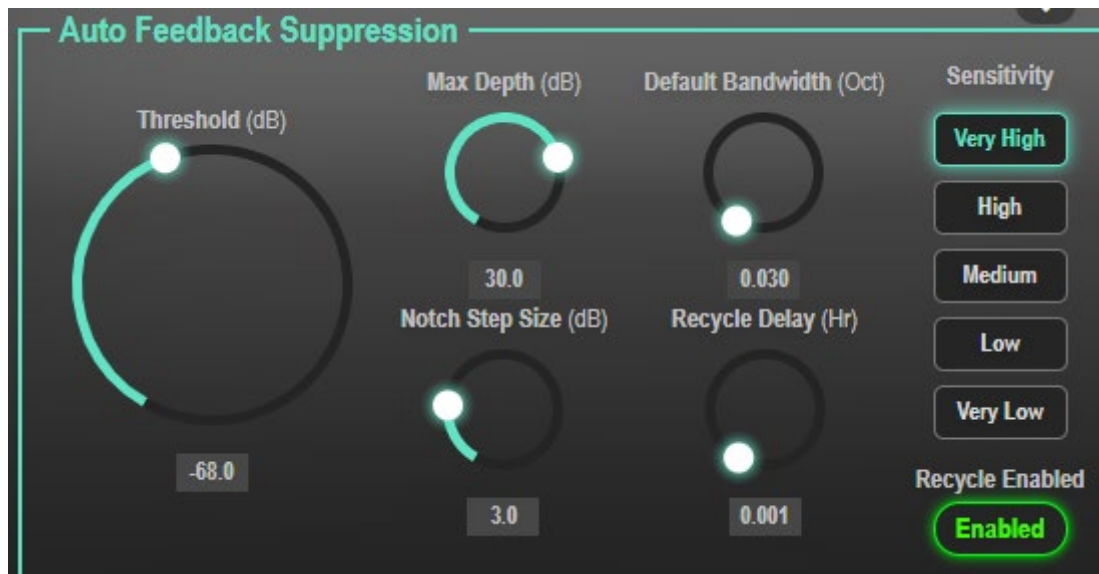 Auto Feedback Suppression
Threshold (dB)
-68.0
Max Depth (dB)
30.0
Default Bandwidth (Oct)
0.030
Notch Step Size (dB)
3.0
Recycle Delay (Hr)
0.001
Sensitivity
Very High
High
Medium
Low
Very Low
Recycle Enabled
Enabled